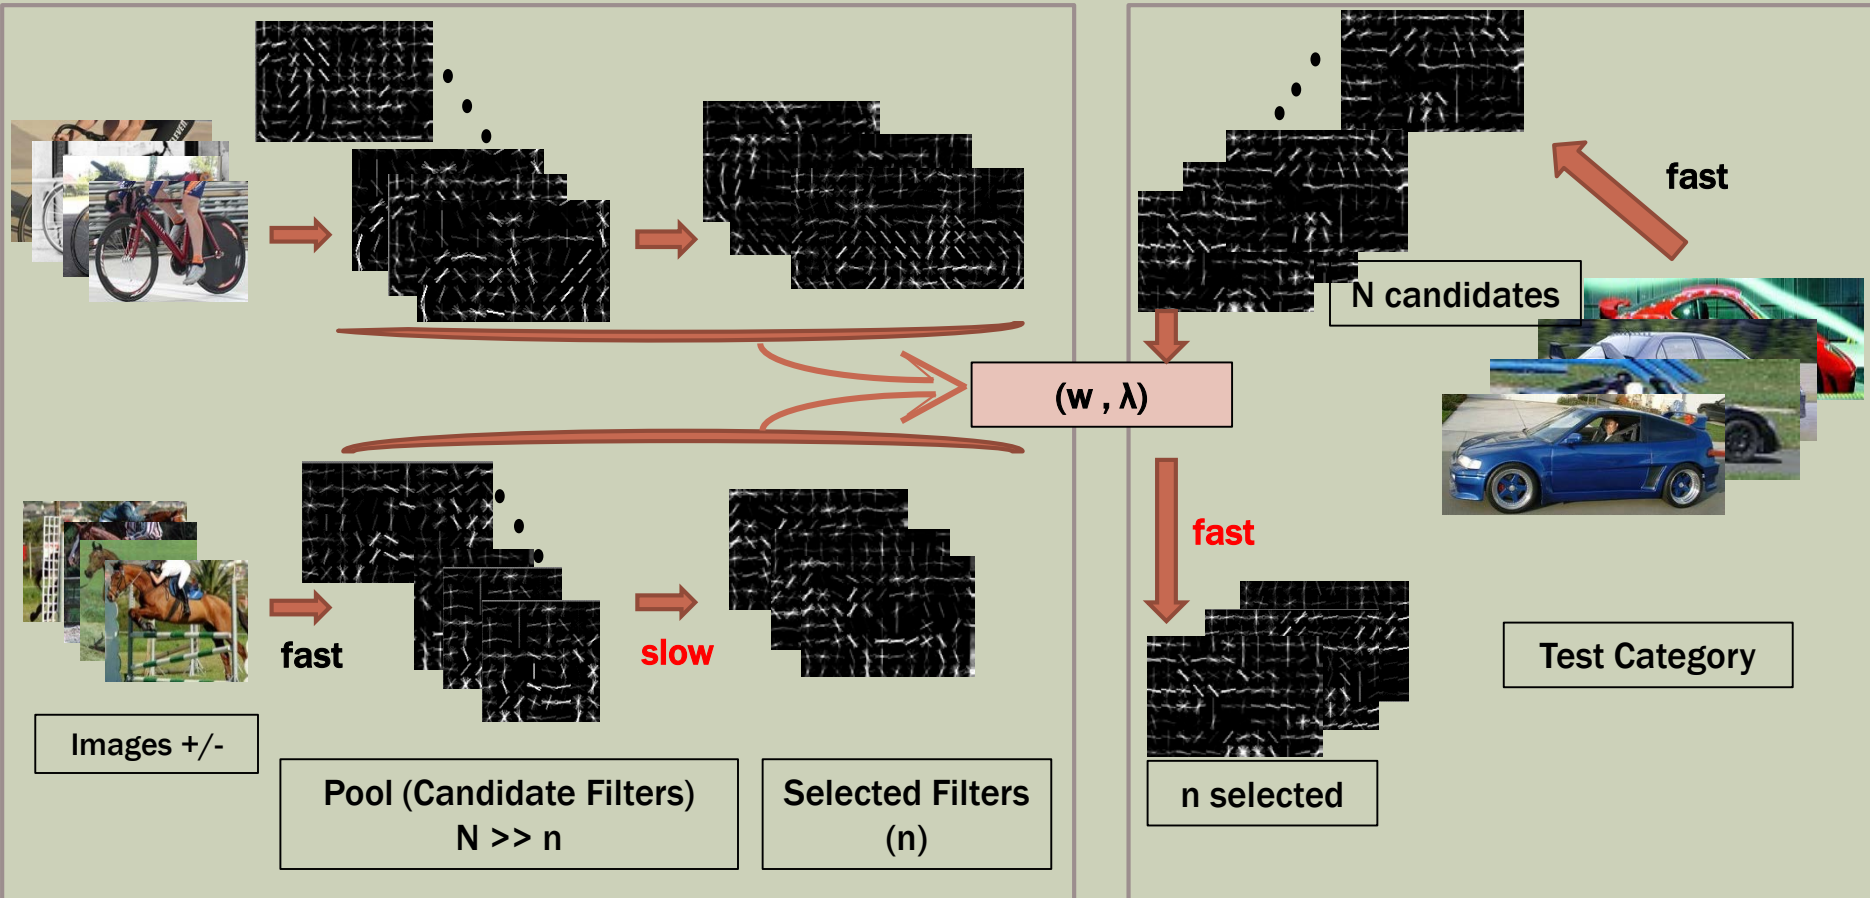 fast
N candidates
(w , λ)
fast
fast
slow
Test Category
Images +/-
Pool (Candidate Filters)
N >> n
Selected Filters
(n)
n selected